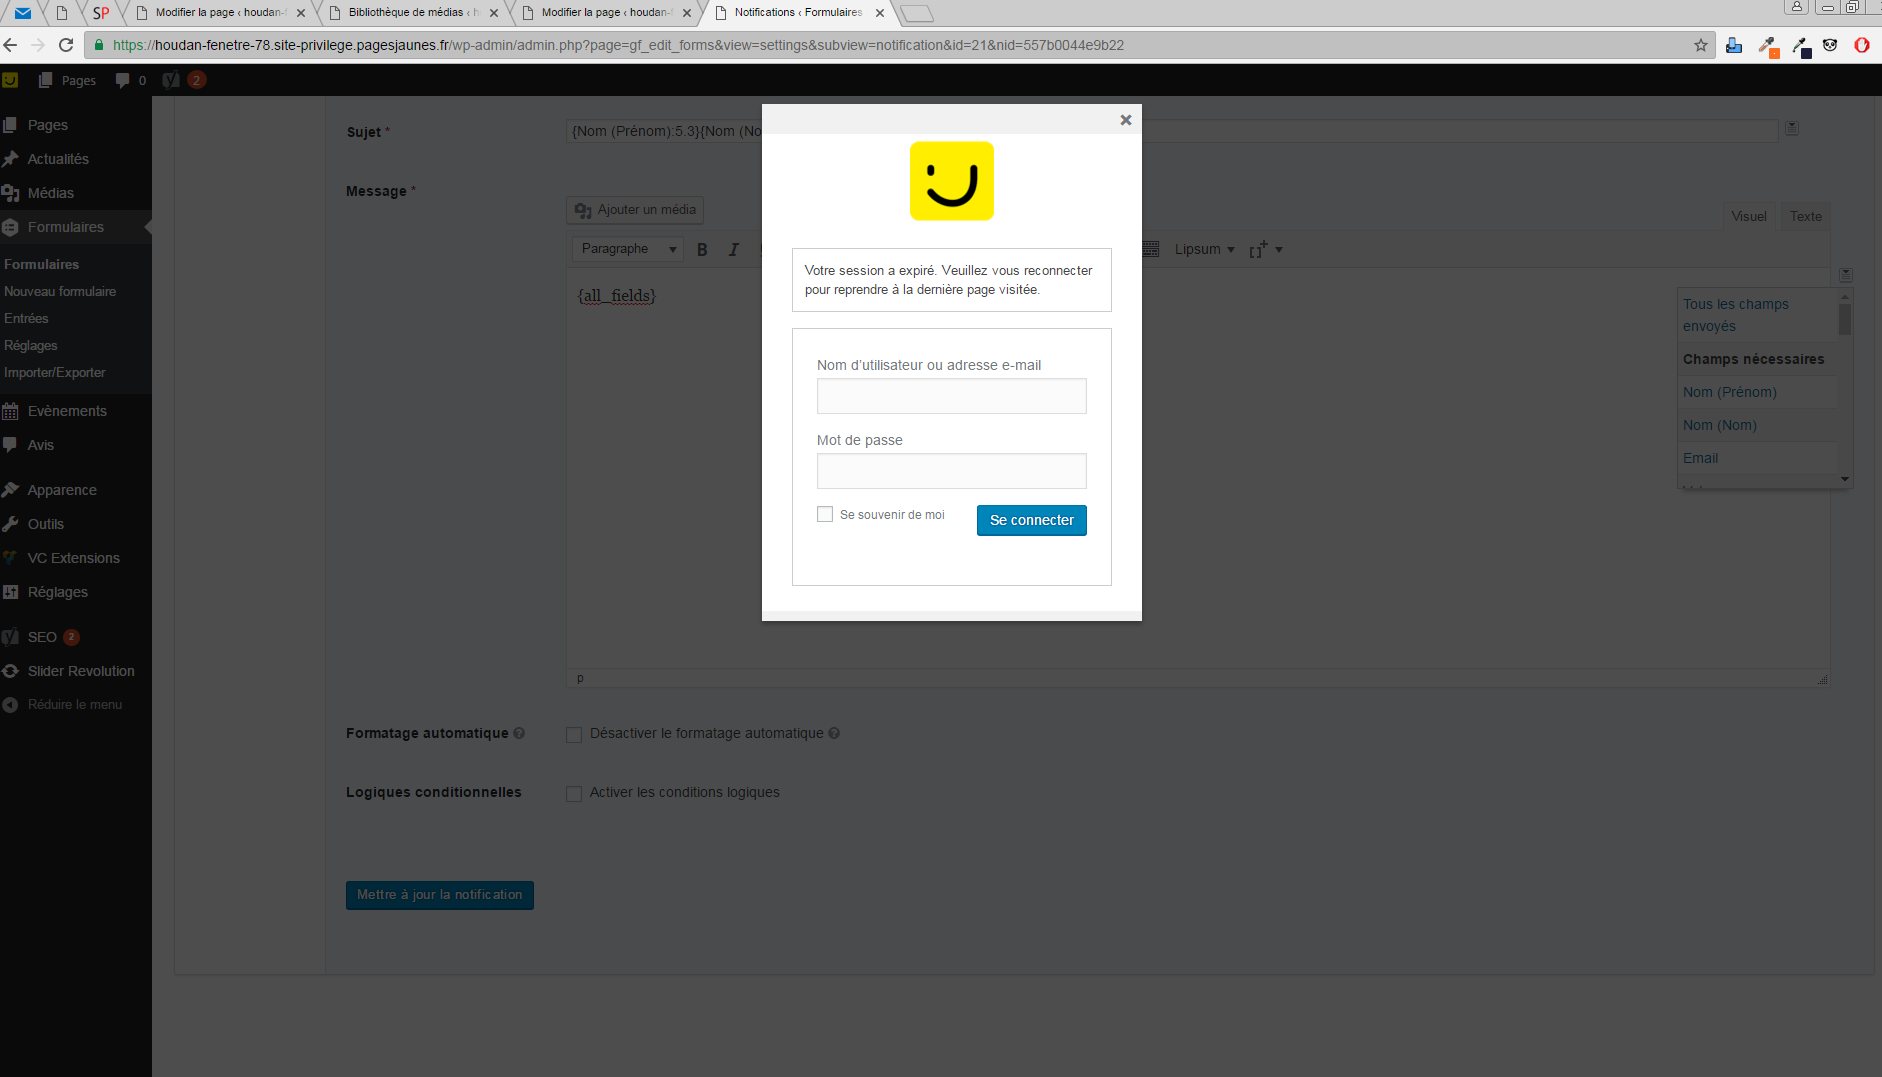 SP
Modifier la page ‹ houdan-f
Bibliothèque de médias ‹ h
Modifier la page ‹ houdan-f
Notifications ‹ Formulaires
https://houdan-fenetre-78.site-privilege.pagesjaunes.fr/wp-admin/admin.php?page=gf_edit_forms&view=settings&subview=notification&id=21&nid=557b0044e9b22
Pages
0
2
Pages
Actualités
Médias
Formulaires
Formulaires
Nouveau formulaire
Entrées
Réglages
Importer/Exporter
Evènements
Avis
Apparence
Outils
VC Extensions
Réglages
SEO 2
Slider Revolution
Réduire le menu
Sujet *
{Nom (Prénom):5.3}{Nom (No
Message *
Ajouter un média
Visuel
Texte
Paragraphe
B
I
Lipsum
{all_fields}
Tous les champs
envoyés
Champs nécessaires
Nom (Prénom)
Nom (Nom)
Email
p
Formatage automatique
Désactiver le formatage automatique
Logiques conditionnelles
Activer les conditions logiques
Mettre à jour la notification
Votre session a expiré. Veuillez vous reconnecter
pour reprendre à la dernière page visitée.
Nom d’utilisateur ou adresse e-mail
Mot de passe
Se souvenir de moi
Se connecter